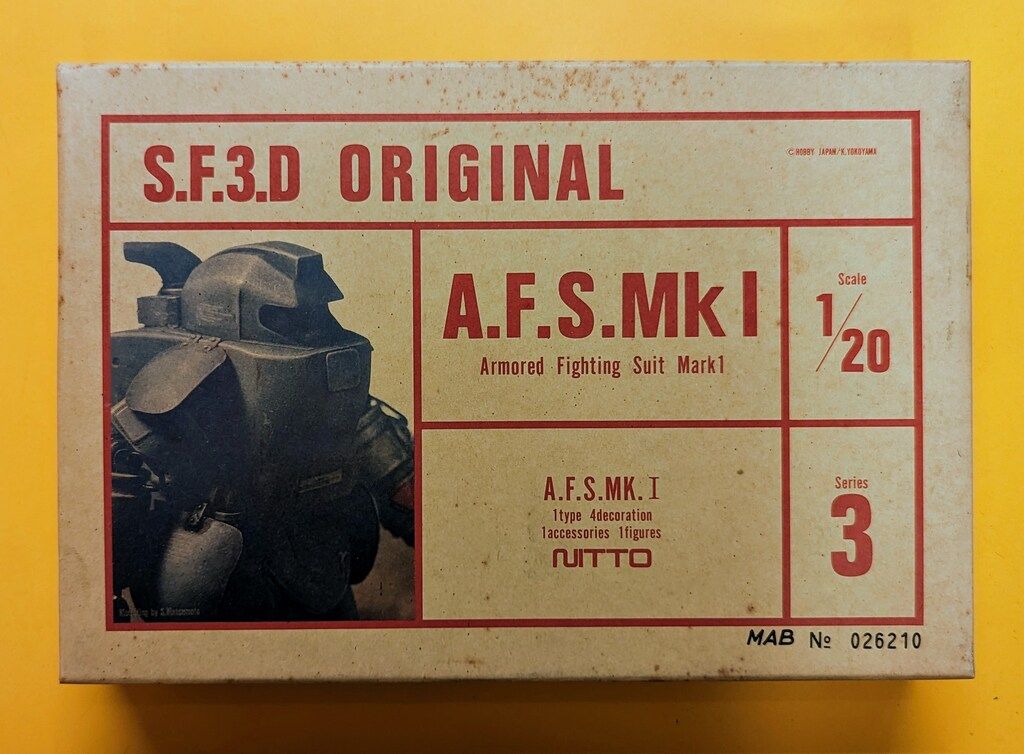 S.F.3.D ORIGINAL
© HOBBY JAPAN/K.YOKOYAMA
A.F.S.Mk I
Armored Fighting Suit Mark1
Scale
1/20
A.F.S.MK. I
1type 4decoration
1accessories 1figures
NITTO
Series
3
by S.
MAB № 026210